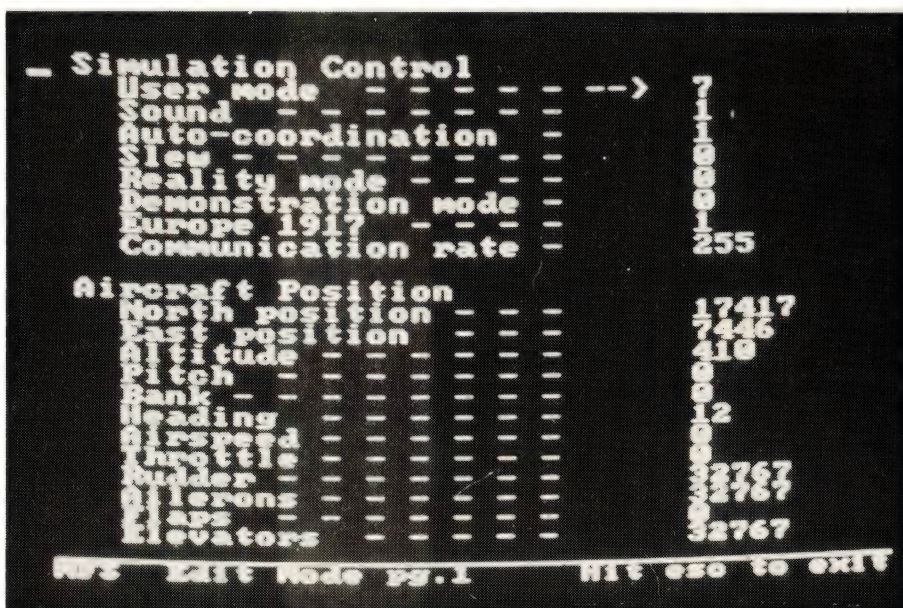 _ Simulation Control
User mode - - - - - --> 7
Sound - - - - - - - 1
Auto-coordination - 1
Slew - - - - - - - - 0
Reality mode - - - - 0
Demonstration mode - 0
Europe 1917 - - - - 1
Communication rate - 255
Aircraft Position
North position - - - 17417
East position - - - - 7446
Altitude - - - - - - 410
Pitch - - - - - - - 0
Bank - - - - - - - - 0
Heading - - - - - - 12
Airspeed - - - - - - 0
Throttle - - - - - - 0
Rudder - - - - - - - 32767
Ailerons - - - - - - 32767
Flaps - - - - - - - 0
Elevators - - - - - 32767
Edit Mode pg.1 Hit esc to exit